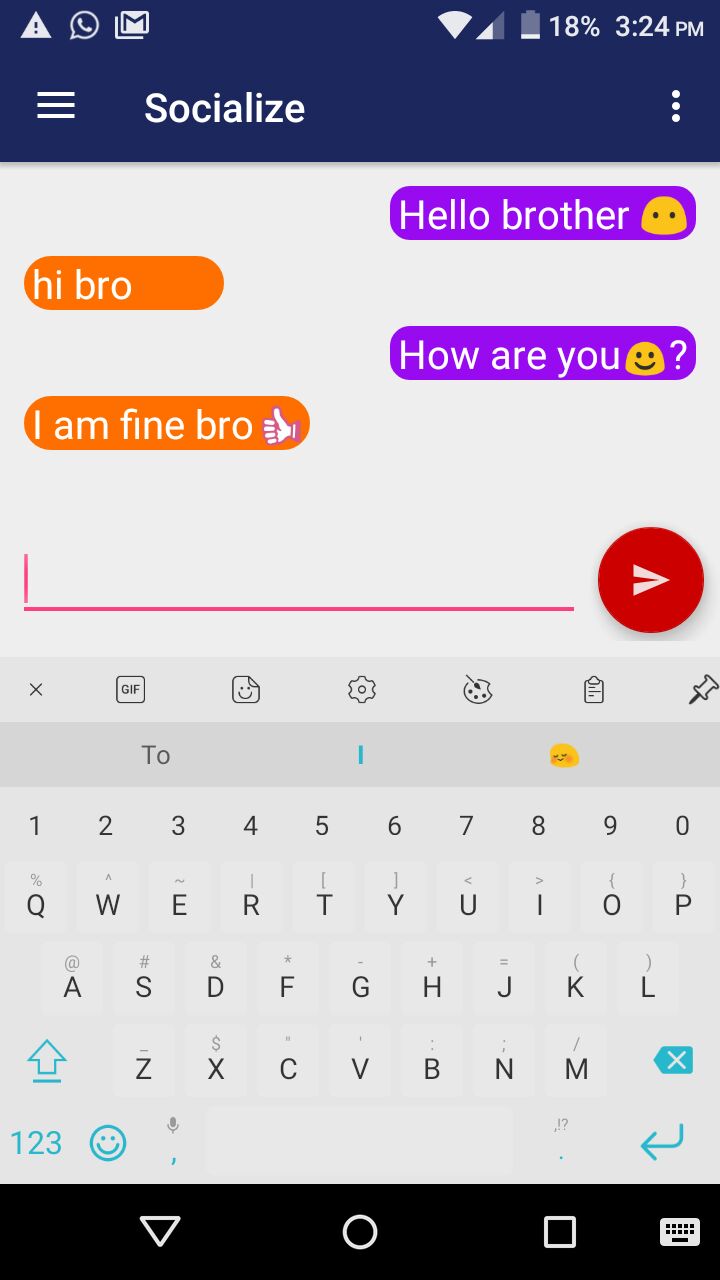 18% 3:24 PM
Socialize
Hello brother 😶
hi bro
How are you🙂?
I am fine bro 👍
GIF
To I 😌
1 2 3 4 5 6 7 8 9 0
% ^ ~ | [ ] < > { }
Q W E R T Y U I O P
@ # & * - + = ( )
A S D F G H J K L
_ $ " ' : ; /
Z X C V B N M
,!?
123 , .